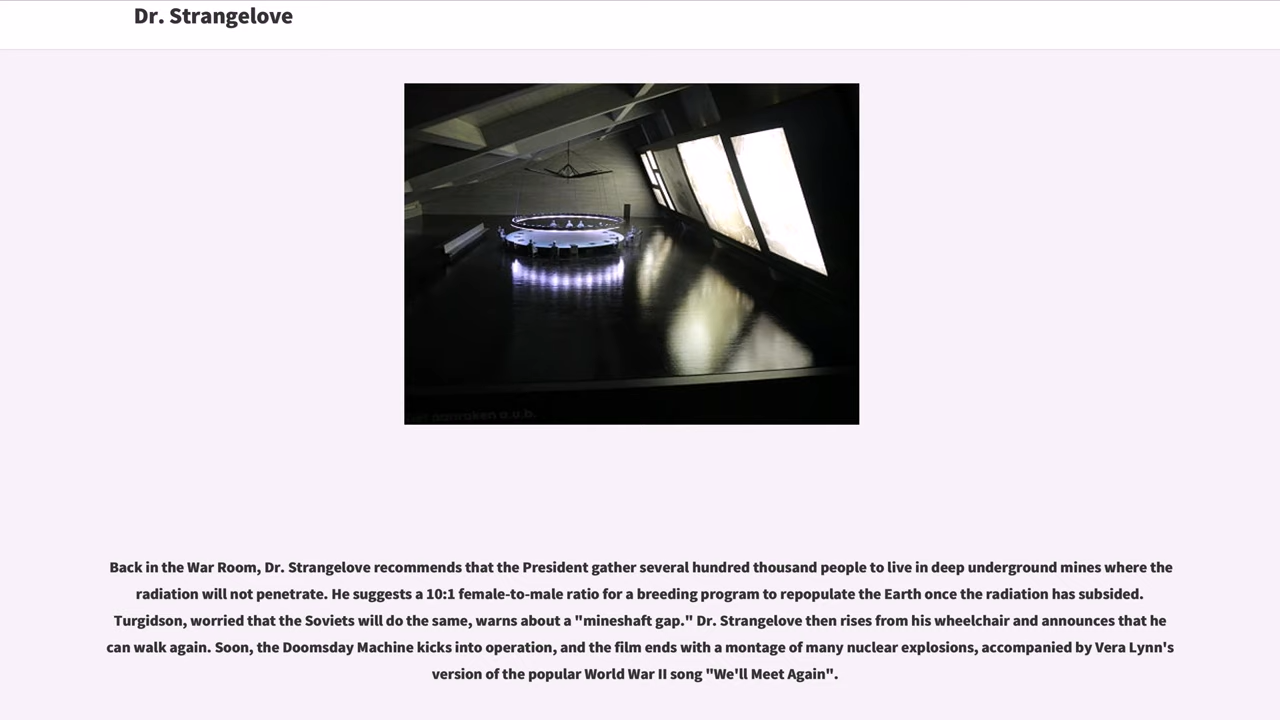 Dr. Strangelove
aanraken a.u.b.
Back in the War Room, Dr. Strangelove recommends that the President gather several hundred thousand people to live in deep underground mines where the
radiation will not penetrate. He suggests a 10:1 female-to-male ratio for a breeding program to repopulate the Earth once the radiation has subsided.
Turgidson, worried that the Soviets will do the same, warns about a "mineshaft gap." Dr. Strangelove then rises from his wheelchair and announces that he
can walk again. Soon, the Doomsday Machine kicks into operation, and the film ends with a montage of many nuclear explosions, accompanied by Vera Lynn's
version of the popular World War II song "We'll Meet Again".